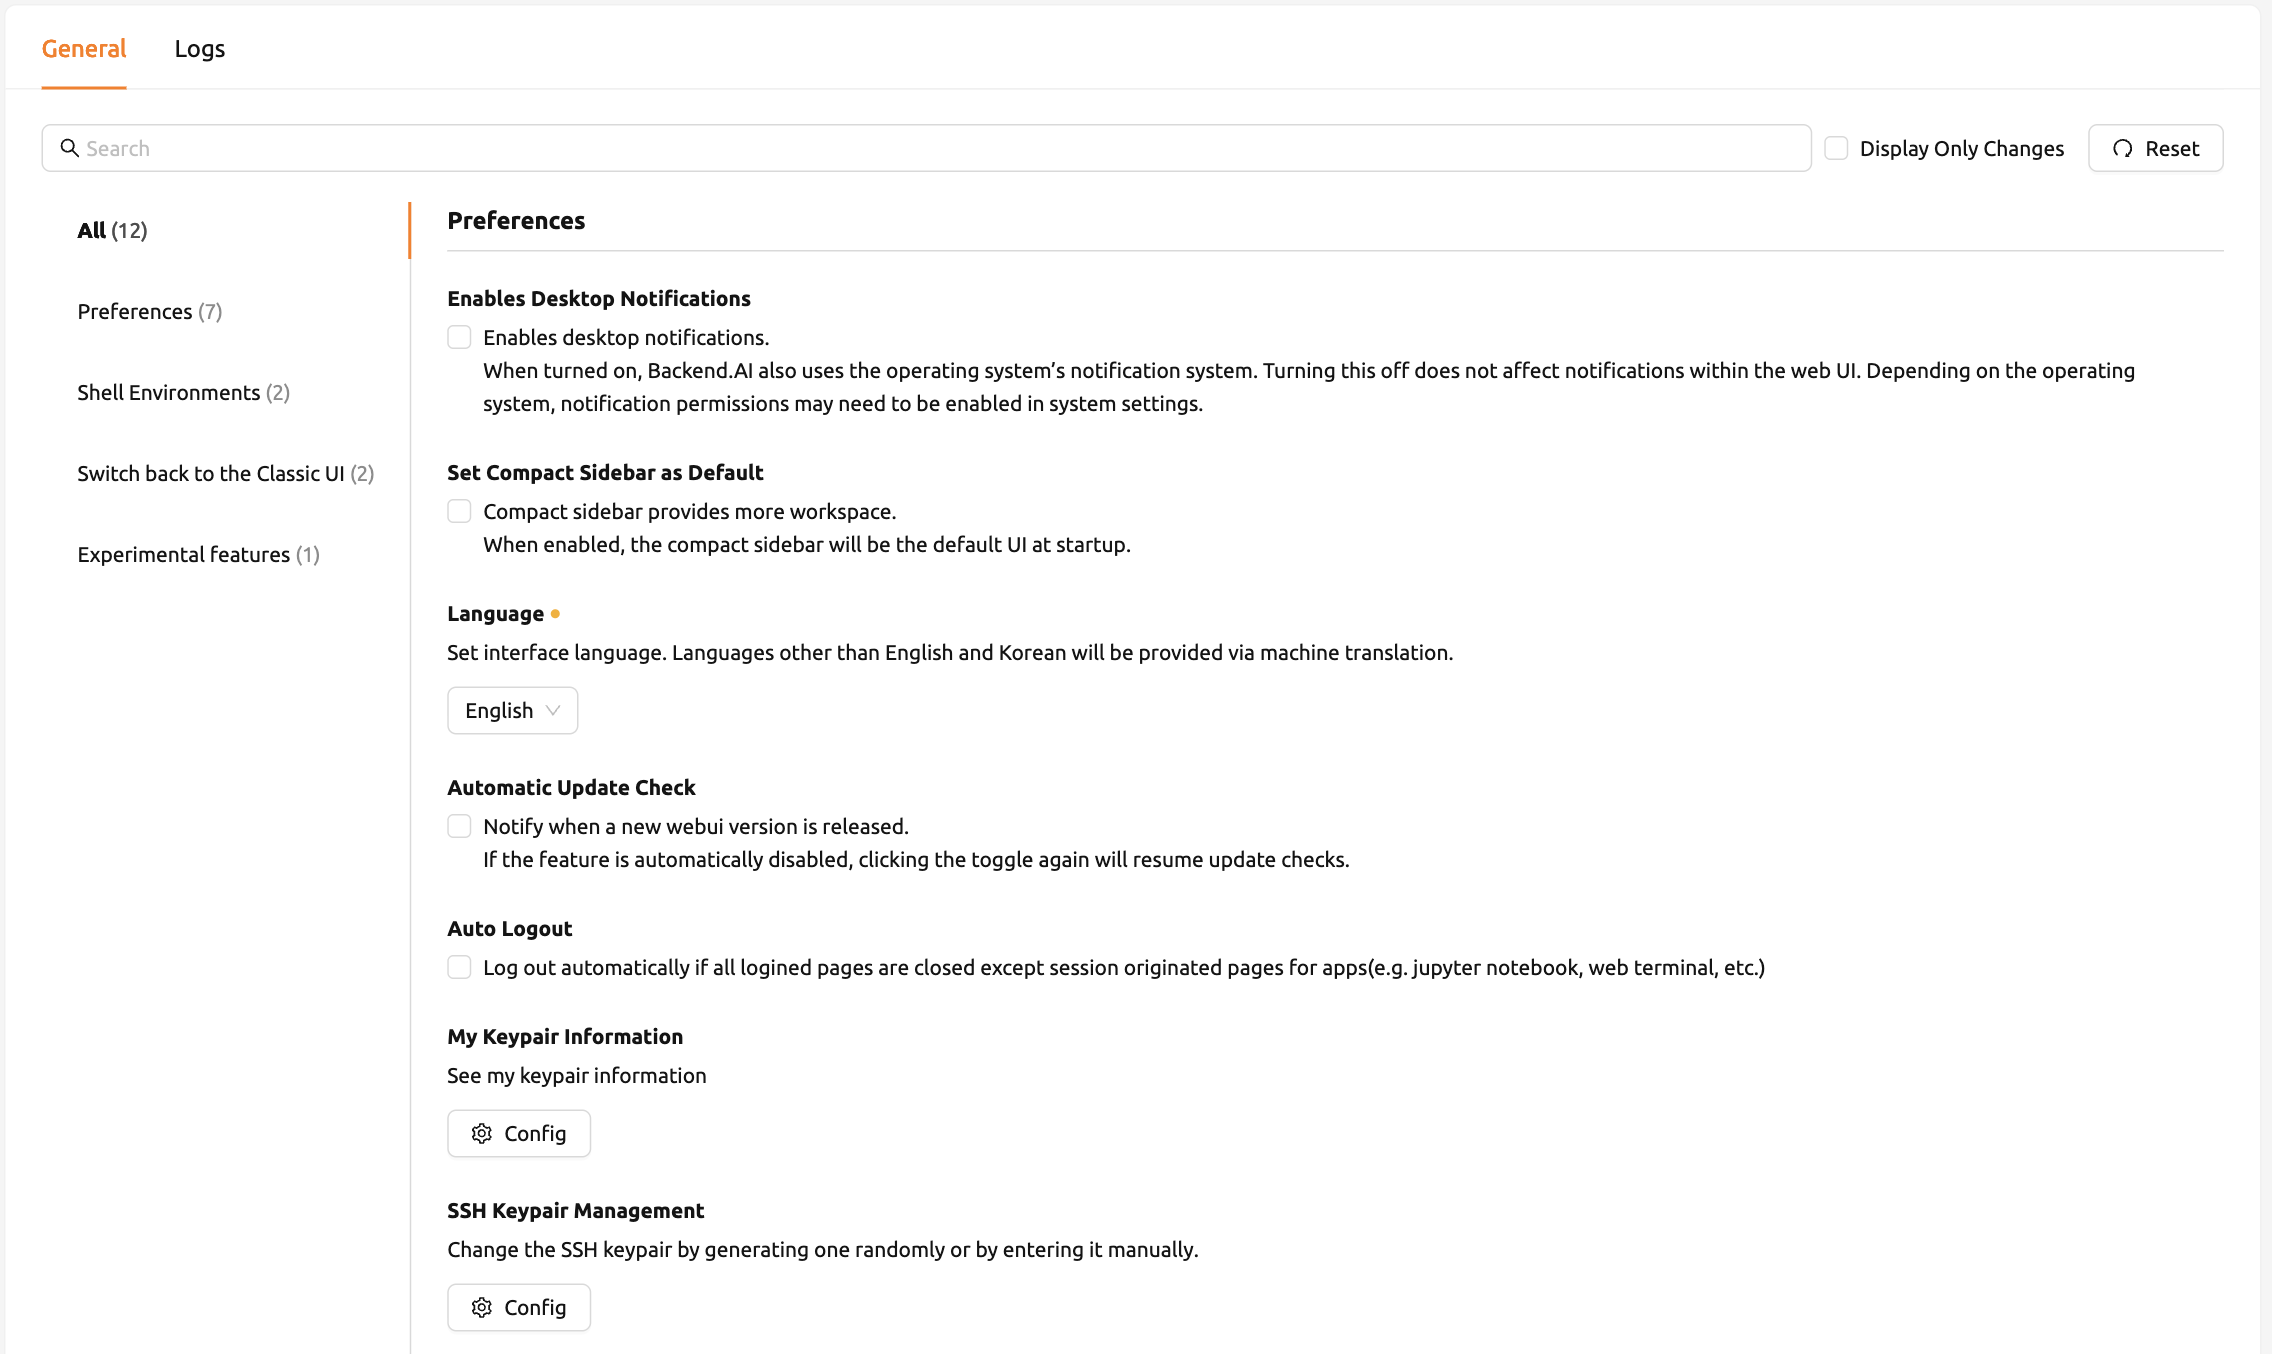 General
Logs
Search
Display Only Changes
Reset
All (12)
Preferences (7)
Shell Environments (2)
Switch back to the Classic UI (2)
Experimental features (1)
Preferences
Enables Desktop Notifications
Enables desktop notifications.
When turned on, Backend.AI also uses the operating system’s notification system. Turning this off does not affect notifications within the web UI. Depending on the operating
system, notification permissions may need to be enabled in system settings.
Set Compact Sidebar as Default
Compact sidebar provides more workspace.
When enabled, the compact sidebar will be the default UI at startup.
Language
Set interface language. Languages other than English and Korean will be provided via machine translation.
English
Automatic Update Check
Notify when a new webui version is released.
If the feature is automatically disabled, clicking the toggle again will resume update checks.
Auto Logout
Log out automatically if all logined pages are closed except session originated pages for apps(e.g. jupyter notebook, web terminal, etc.)
My Keypair Information
See my keypair information
Config
SSH Keypair Management
Change the SSH keypair by generating one randomly or by entering it manually.
Config